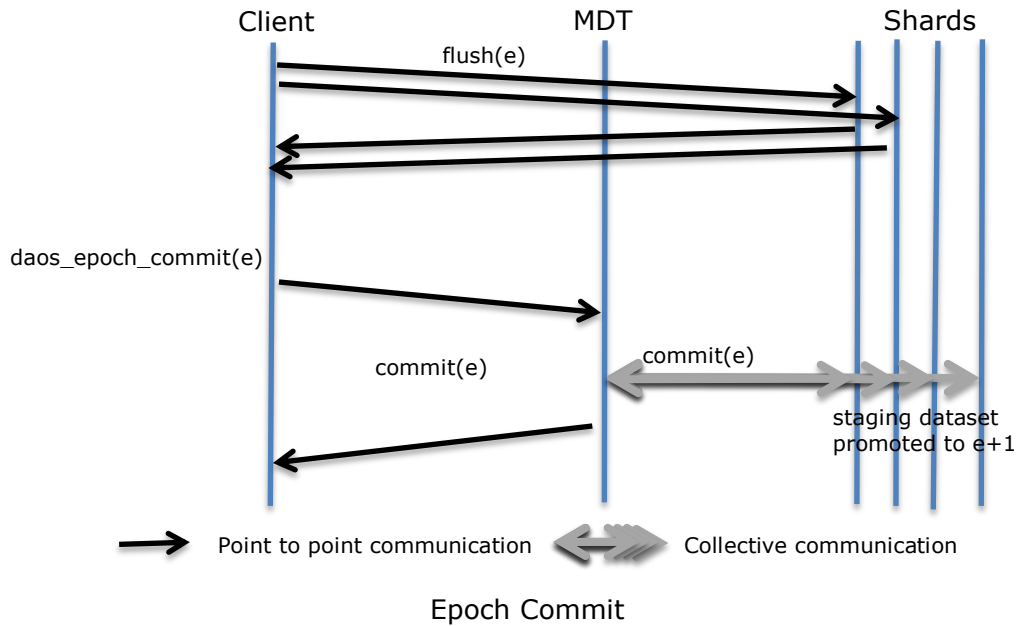 Client MDT Shards
flush(e)
daos_epoch_commit(e)
commit(e)
commit(e)
staging dataset
promoted to e+1
Point to point communication
Collective communication
Epoch Commit